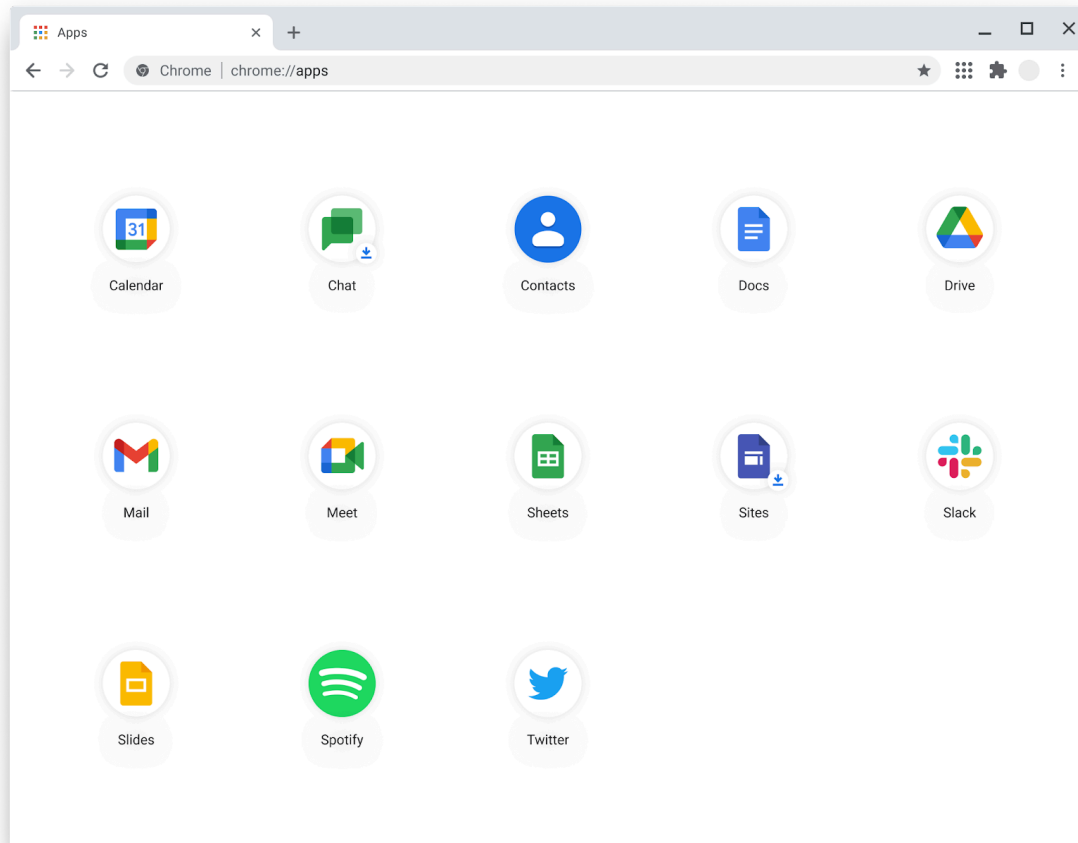 Apps
Chrome | chrome://apps
31
Calendar
Chat
Contacts
Docs
Drive
Mail
Meet
Sheets
Sites
Slack
Slides
Spotify
Twitter